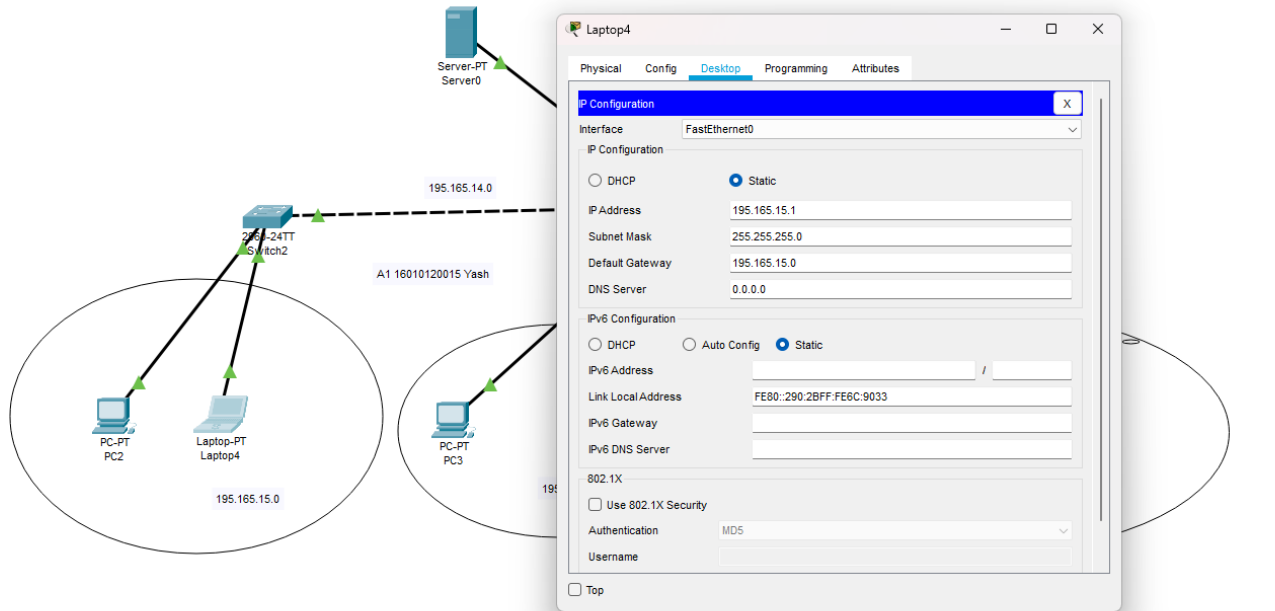 Server-PT
Server0
195.165.14.0
2960-24TT
Switch2
A1 16010120015 Yash
PC-PT
PC2
Laptop-PT
Laptop4
195.165.15.0
PC-PT
PC3
Laptop4
Physical Config Desktop Programming Attributes
IP Configuration X
Interface FastEthernet0
IP Configuration
DHCP Static
IP Address 195.165.15.1
Subnet Mask 255.255.255.0
Default Gateway 195.165.15.0
DNS Server 0.0.0.0
IPv6 Configuration
DHCP Auto Config Static
IPv6 Address /
Link Local Address FE80::290:2BFF:FE6C:9033
IPv6 Gateway
IPv6 DNS Server
802.1X
Use 802.1X Security
Authentication MD5
Username
Top